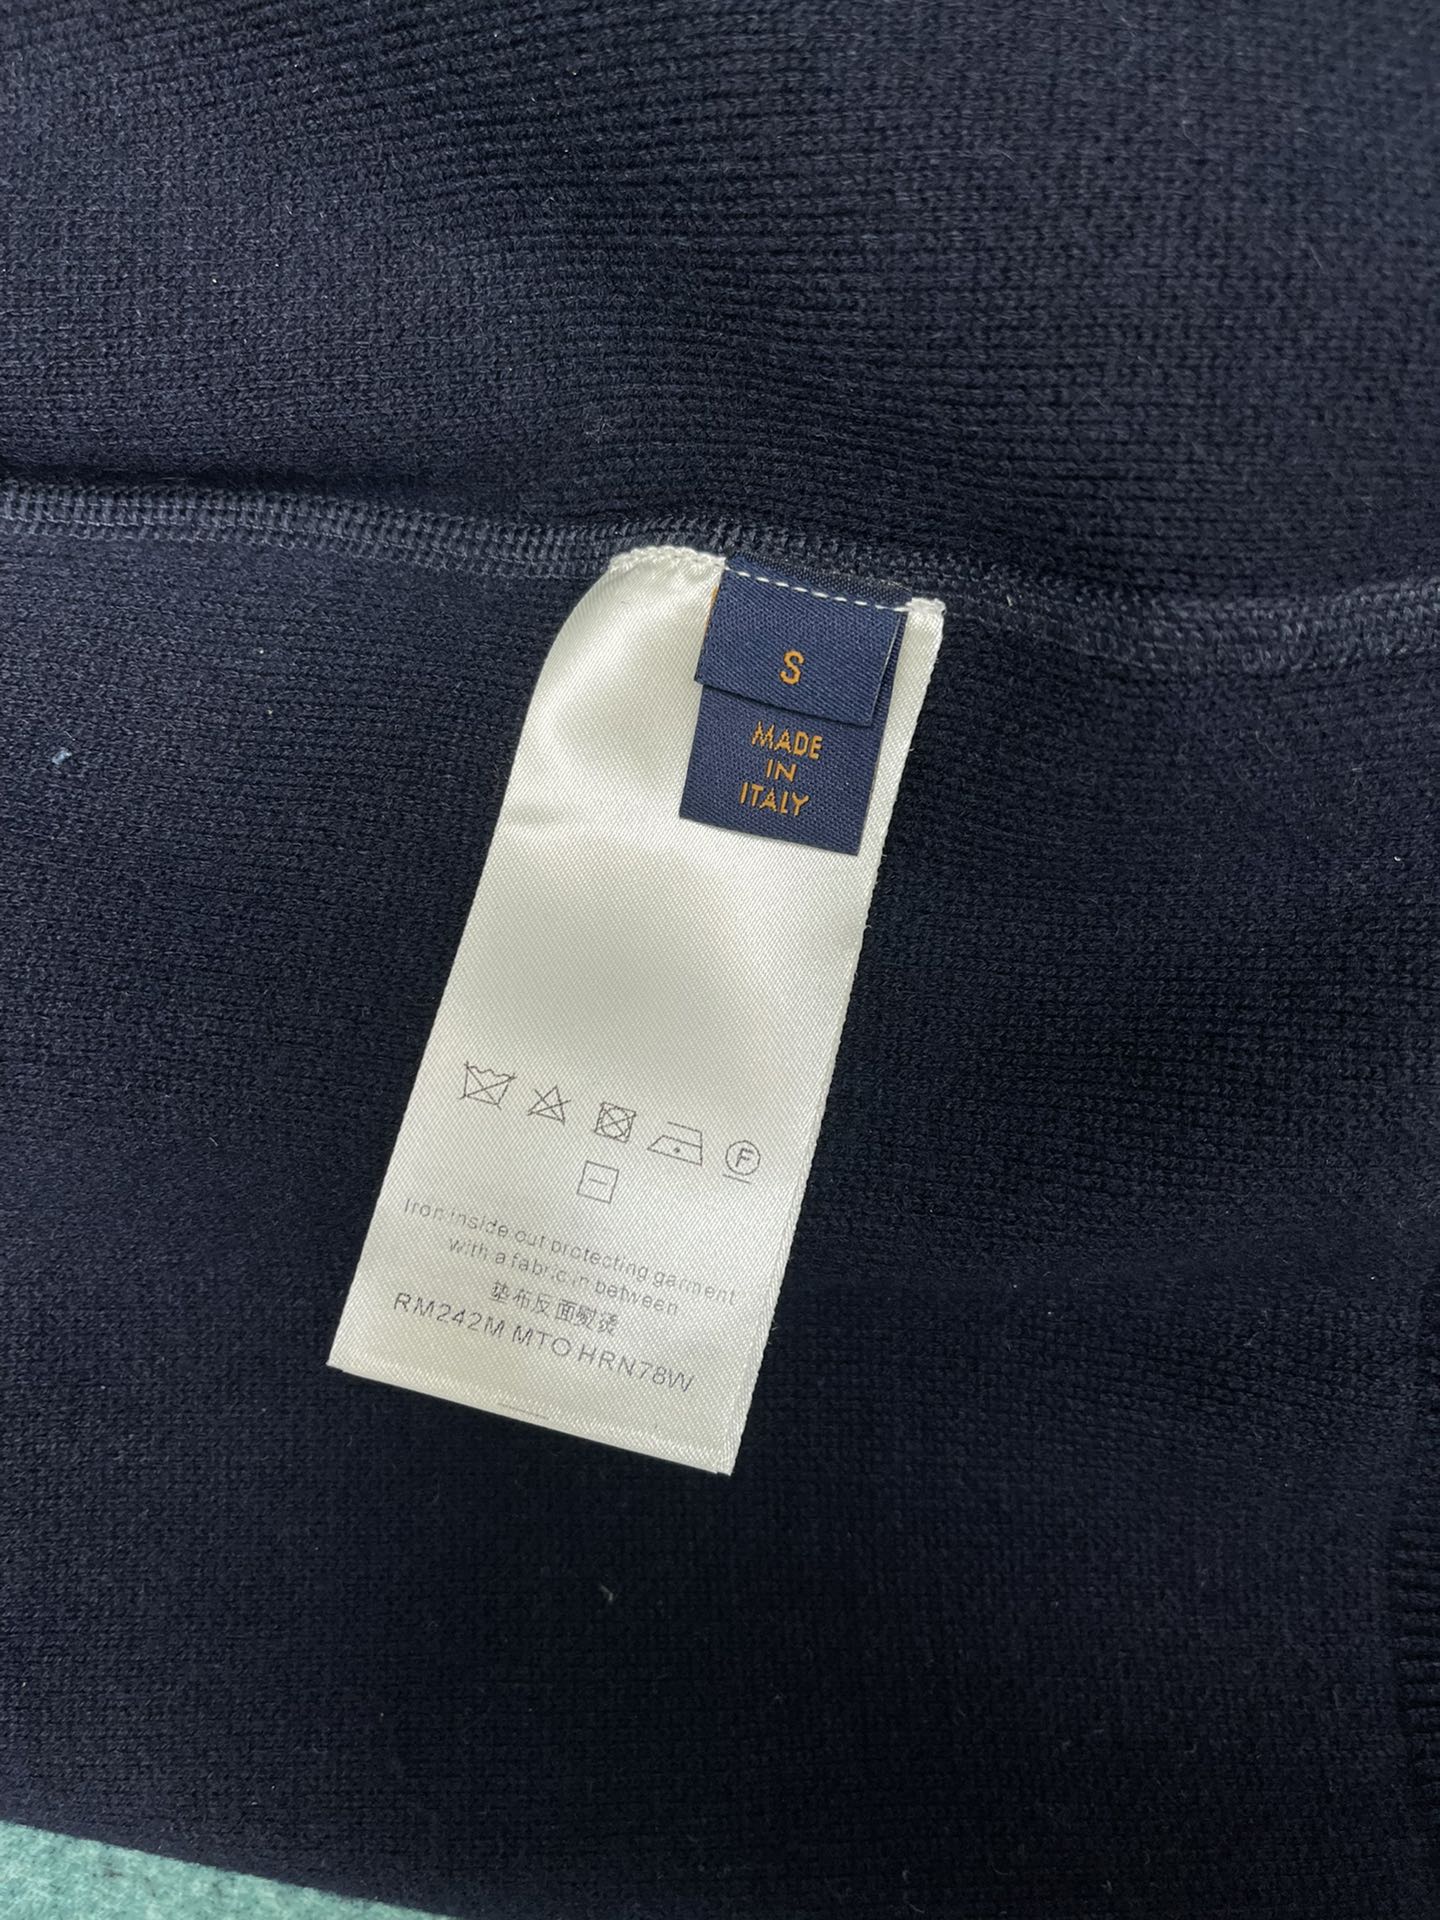 S
MADE
IN
ITALY
F
Iron inside out protecting garment
with a fabric in between
垫布反面熨烫
RM242M MTO HRN78W